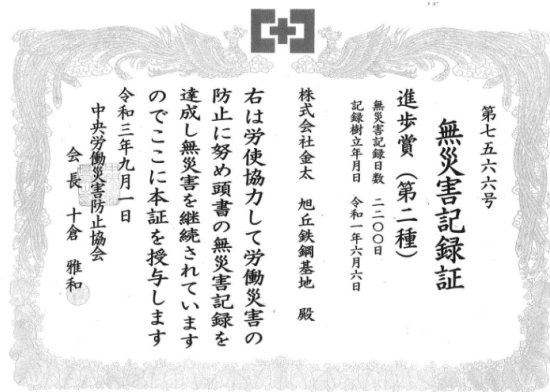 第七五六六号
無災害記録証
進歩賞（第二種）
無災害記録日数　二二〇〇日
記録樹立年月日　令和一年六月六日
株式会社金太　旭丘鉄鋼基地　殿
右は労使協力して労働災害の
防止に努め頭書の無災害記録を
達成し無災害を継続されています
のでここに本証を授与します
令和三年九月一日
中央労働災害防止協会
会長　十倉　雅和